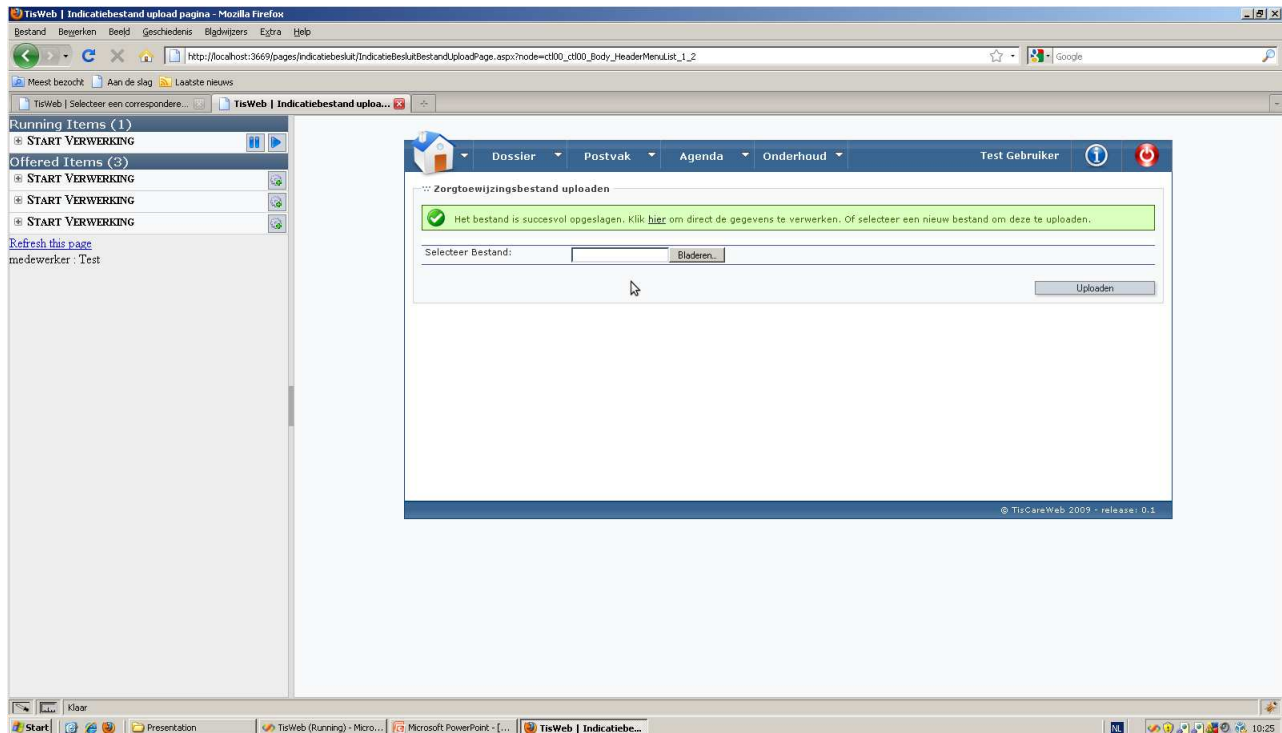 TisWeb | Indicatiebestand upload pagina - Mozilla Firefox
Bestand Bewerken Beeld Geschiedenis Bladwijzers Extra Help
http://localhost:3669/pages/indicatiebesluit/IndicatieBesluitBestandUploadPage.aspx?node=ctl00_ctl00_Body_HeaderMenuList_1_2
Google
Meest bezocht Aan de slag Laatste nieuws
TisWeb | Selecteer een correspondere... TisWeb | Indicatiebestand uploa...
Running Items (1)
START VERWERKING
Offered Items (3)
START VERWERKING
START VERWERKING
START VERWERKING
Refresh this page
medewerker : Test
Dossier Postvak Agenda Onderhoud Test Gebruiker
Zorgtoewijzingsbestand uploaden
Het bestand is succesvol opgeslagen. Klik hier om direct de gegevens te verwerken. Of selecteer een nieuw bestand om deze te uploaden.
Selecteer Bestand: Bladeren...
Uploaden
© TisCareWeb 2009 - release: 0.1
Klaar
Start Presentation TisWeb (Running) - Micro... Microsoft PowerPoint - [... TisWeb | Indicatiebe... NL 10:25